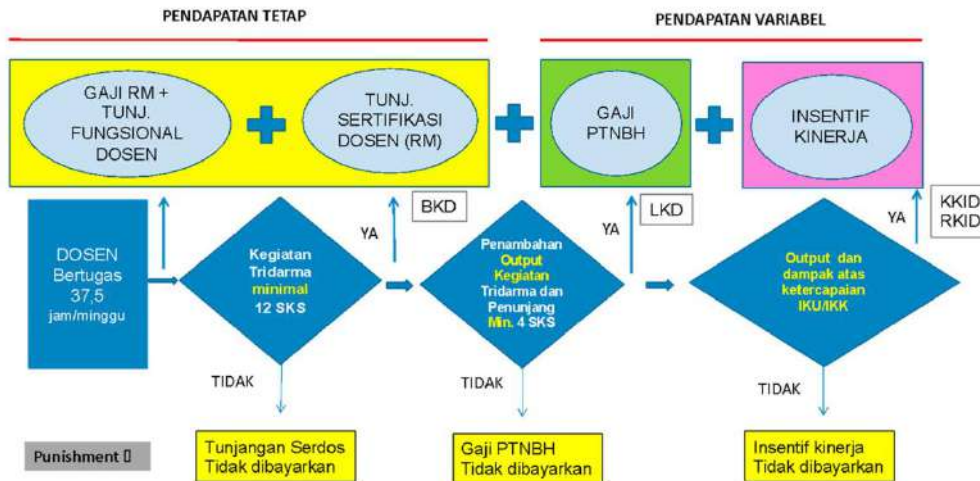 PENDAPATAN TETAP
PENDAPATAN VARIABEL
GAJI RM +
TUNJ.
FUNGSIONAL
DOSEN
TUNJ.
SERTIFIKASI
DOSEN (RM)
GAJI
PTNBH
INSENTIF
KINERJA
DOSEN
Bertugas
37,5
jam/minggu
Kegiatan
Tridarma
minimal
12 SKS
YA
BKD
Penambahan
Output
Kegiatan
Tridarma dan
Penunjang
Min. 4 SKS
YA
LKD
Output dan
dampak atas
ketercapaian
IKU/IKK
YA
KKID
RKID
TIDAK
TIDAK
TIDAK
Punishment ▯
Tunjangan Serdos
Tidak dibayarkan
Gaji PTNBH
Tidak dibayarkan
Insentif kinerja
Tidak dibayarkan